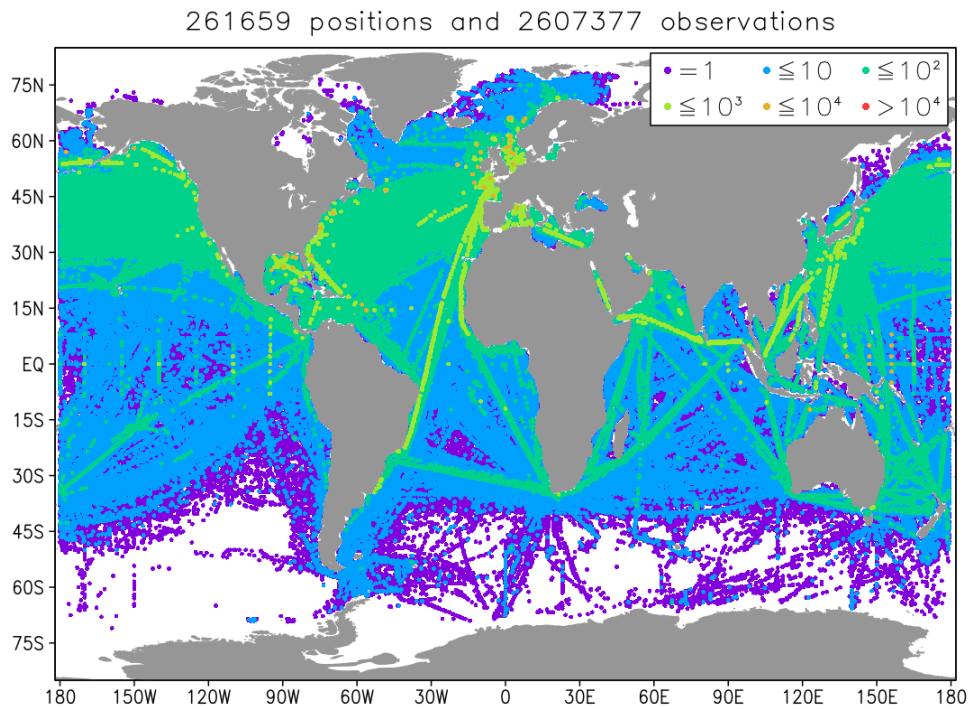 261659 positions and 2607377 observations
=1 ≦10 ≦10²
≦10³ ≦10⁴ >10⁴
75N
60N
45N
30N
15N
EQ
15S
30S
45S
60S
75S
180 150W 120W 90W 60W 30W 0 30E 60E 90E 120E 150E 180